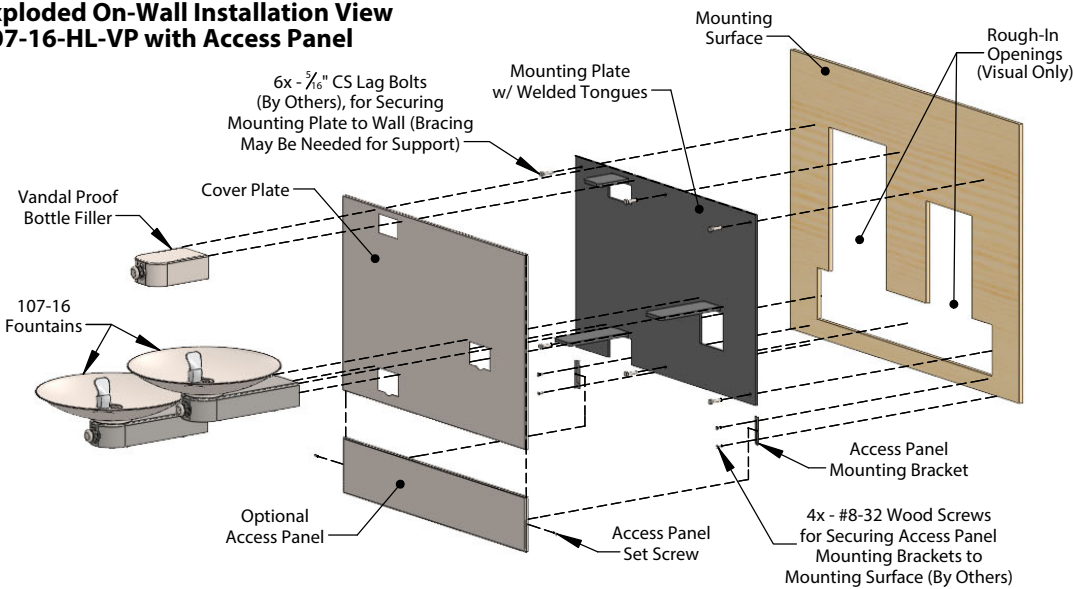 xploded On-Wall Installation View
07-16-HL-VP with Access Panel
Mounting
Surface
Rough-In
Openings
(Visual Only)
6x - 5⁄16" CS Lag Bolts
(By Others), for Securing
Mounting Plate to Wall (Bracing
May Be Needed for Support)
Mounting Plate
w/ Welded Tongues
Vandal Proof
Bottle Filler
Cover Plate
107-16
Fountains
Optional
Access Panel
Access Panel
Set Screw
Access Panel
Mounting Bracket
4x - #8-32 Wood Screws
for Securing Access Panel
Mounting Brackets to
Mounting Surface (By Others)